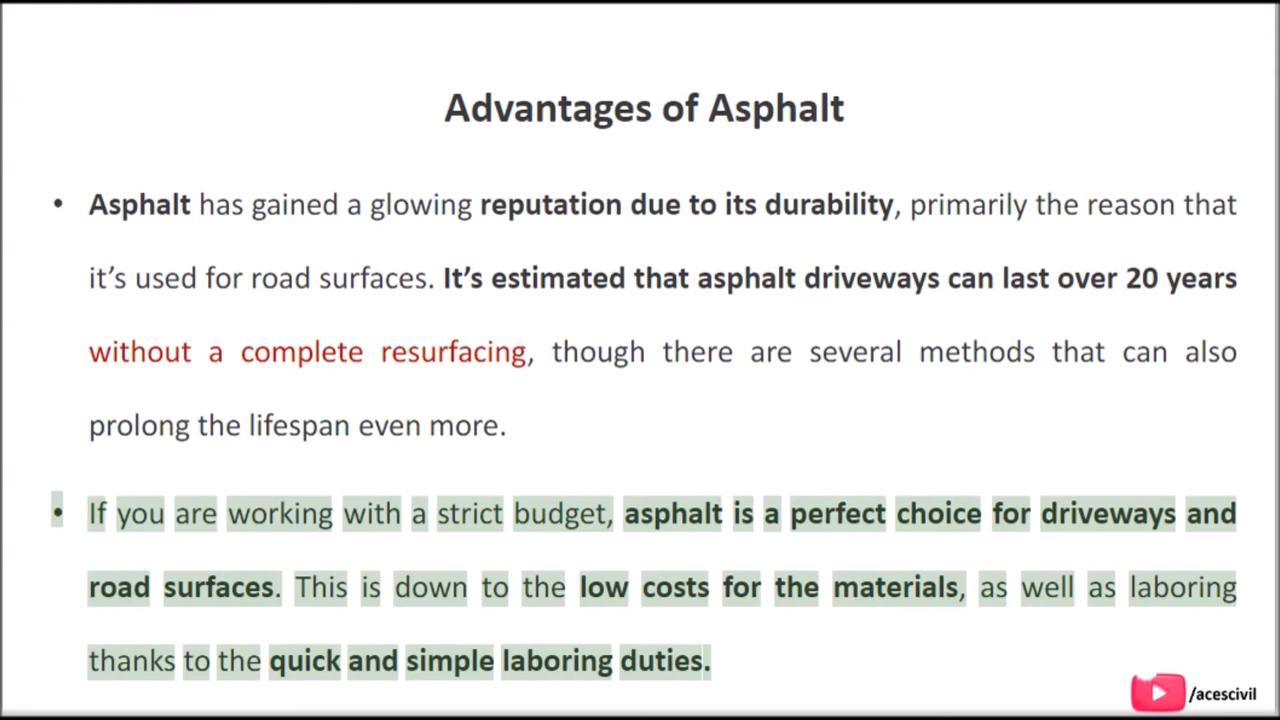 Advantages of Asphalt
• Asphalt has gained a glowing reputation due to its durability, primarily the reason that
it’s used for road surfaces. It’s estimated that asphalt driveways can last over 20 years
without a complete resurfacing, though there are several methods that can also
prolong the lifespan even more.
• If you are working with a strict budget, asphalt is a perfect choice for driveways and
road surfaces. This is down to the low costs for the materials, as well as laboring
thanks to the quick and simple laboring duties.
/acescivil